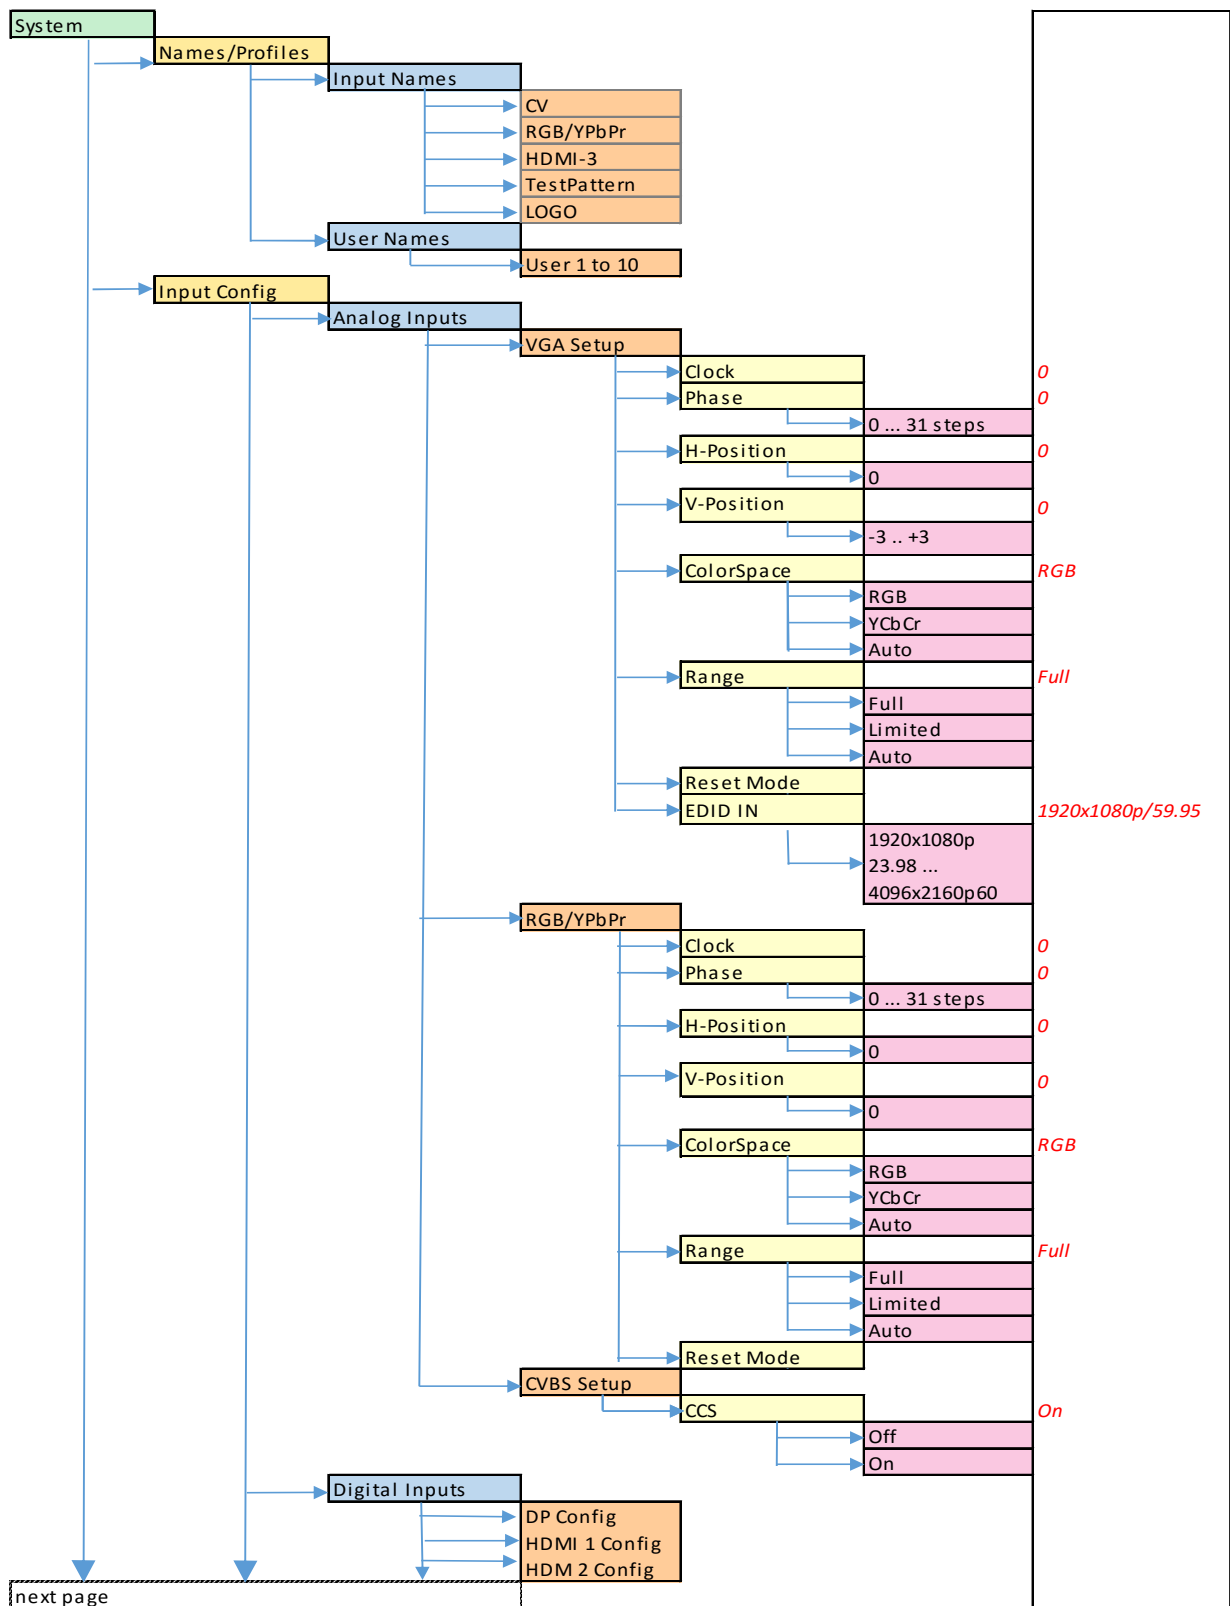 System
Names/Profiles
Input Names
CV
RGB/YPbPr
HDMI-3
TestPattern
LOGO
User Names
User 1 to 10
Input Config
Analog Inputs
VGA Setup
Clock 0
Phase 0
0 ... 31 steps
H-Position 0
0
V-Position 0
-3 .. +3
ColorSpace RGB
RGB
YCbCr
Auto
Range Full
Full
Limited
Auto
Reset Mode
EDID IN 1920x1080p/59.95
1920x1080p
23.98 ...
4096x2160p60
RGB/YPbPr
Clock 0
Phase 0
0 ... 31 steps
H-Position 0
0
V-Position 0
0
ColorSpace RGB
RGB
YCbCr
Auto
Range Full
Full
Limited
Auto
Reset Mode
CVBS Setup
CCS On
Off
On
Digital Inputs
DP Config
HDMI 1 Config
HDM 2 Config
next page